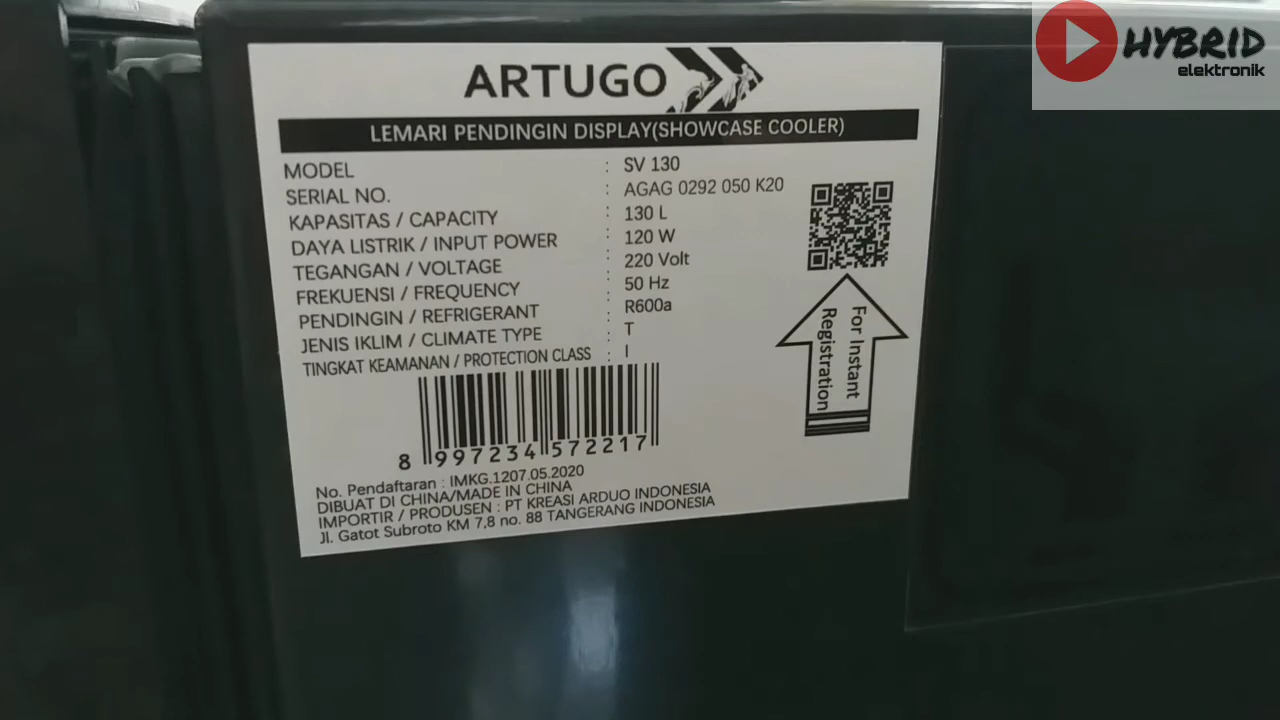 HYBRID
elektronik
ARTUGO
LEMARI PENDINGIN DISPLAY(SHOWCASE COOLER)
MODEL : SV 130
SERIAL NO. : AGAG 0292 050 K20
KAPASITAS / CAPACITY : 130 L
DAYA LISTRIK / INPUT POWER : 120 W
TEGANGAN / VOLTAGE : 220 Volt
FREKUENSI / FREQUENCY : 50 Hz
PENDINGIN / REFRIGERANT : R600a
JENIS IKLIM / CLIMATE TYPE : T
TINGKAT KEAMANAN / PROTECTION CLASS : I
For Instant
Registration
8 997234 572217
No. Pendaftaran : IMKG.1207.05.2020
DIBUAT DI CHINA/MADE IN CHINA
IMPORTIR / PRODUSEN : PT KREASI ARDUO INDONESIA
Jl. Gatot Subroto KM 7,8 no. 88 TANGERANG INDONESIA